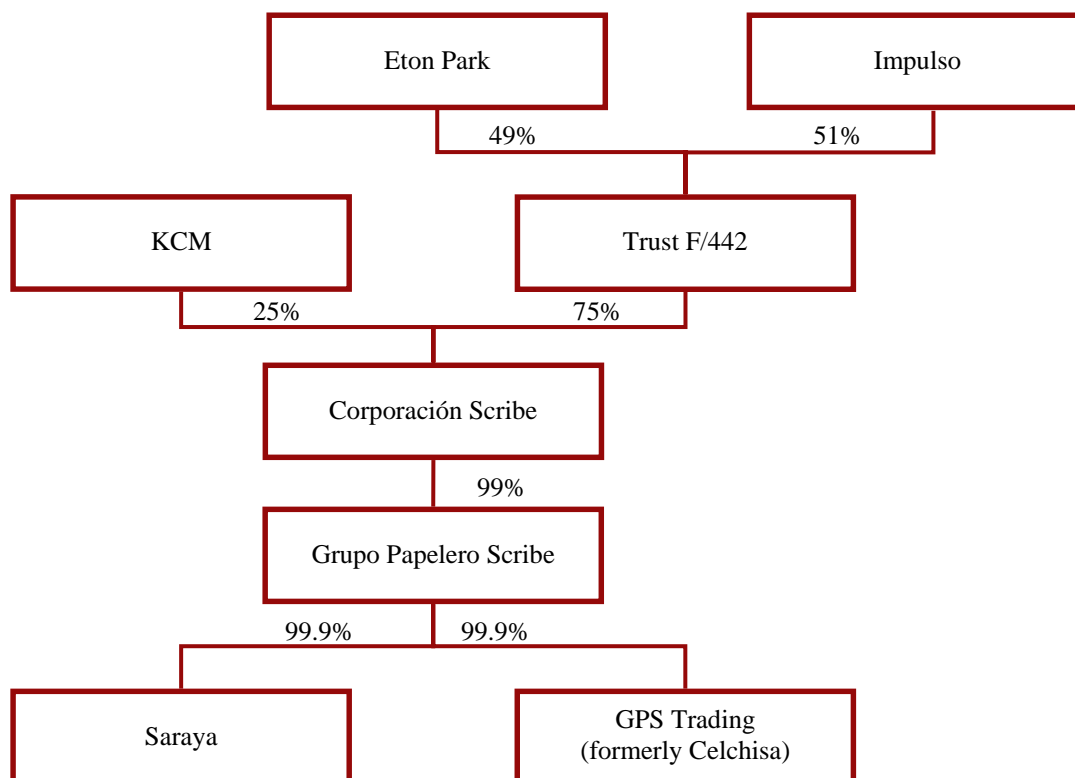 Eton Park
Impulso
49%
51%
KCM
Trust F/442
25%
75%
Corporación Scribe
99%
Grupo Papelero Scribe
99.9%
99.9%
Saraya
GPS Trading
(formerly Celchisa)